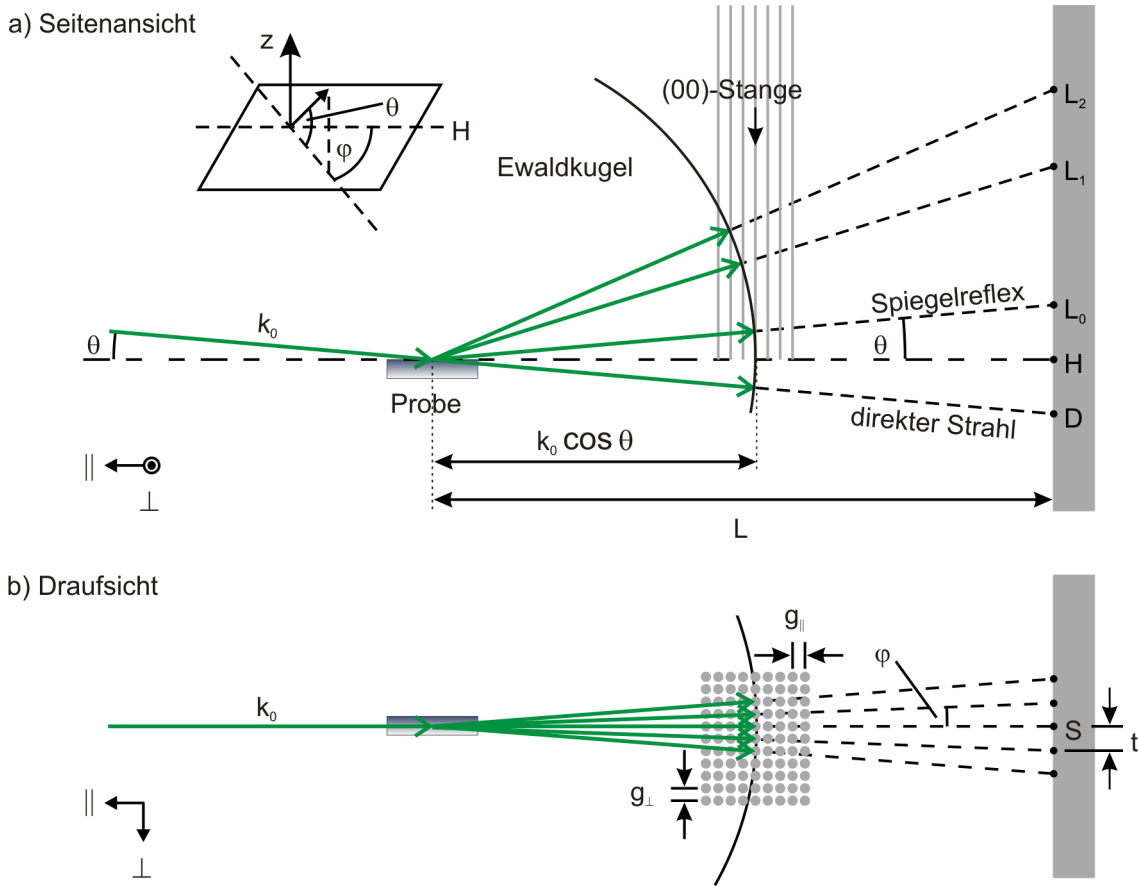 a) Seitenansicht
z
θ
H
φ
(00)-Stange
Ewaldkugel
L₂
L₁
k₀
θ
Spiegelreflex
L₀
θ
H
Probe
direkter Strahl
D
k₀ cos θ
||
⊥
L
b) Draufsicht
g||
φ
k₀
S
t
g⊥
||
⊥